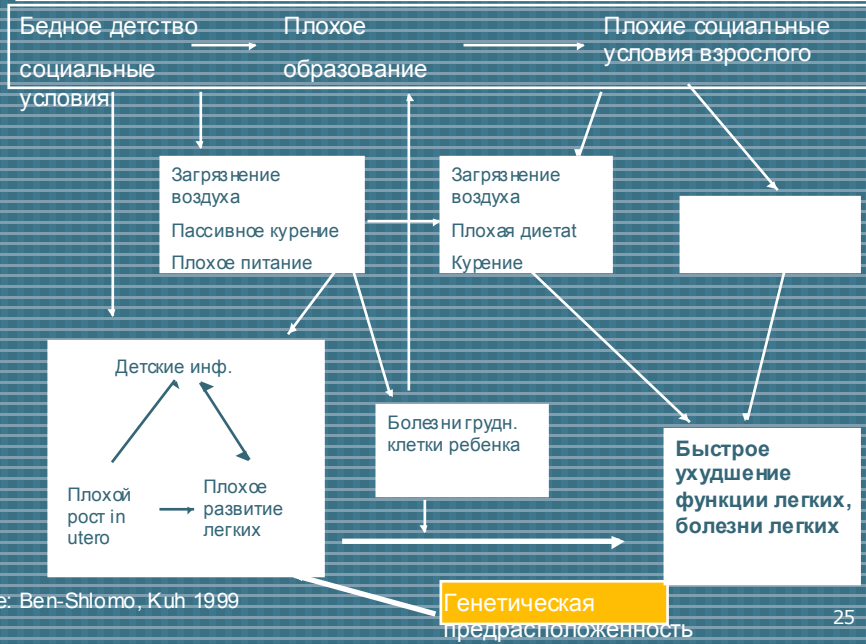 Бедное детство
социальные
условия
Плохое
образование
Плохие социальные
условия взрослого
Загрязнение
воздуха
Пассивное курение
Плохое питание
Загрязнение
воздуха
Плохая диетаt
Курение
Детские инф.
Плохой
рост in
utero
Плохое
развитие
легких
Болезни грудн.
клетки ребенка
Быстрое
ухудшение
функции легких,
болезни легких
e: Ben-Shlomo, Kuh 1999
Генетическая
предрасположенность
25